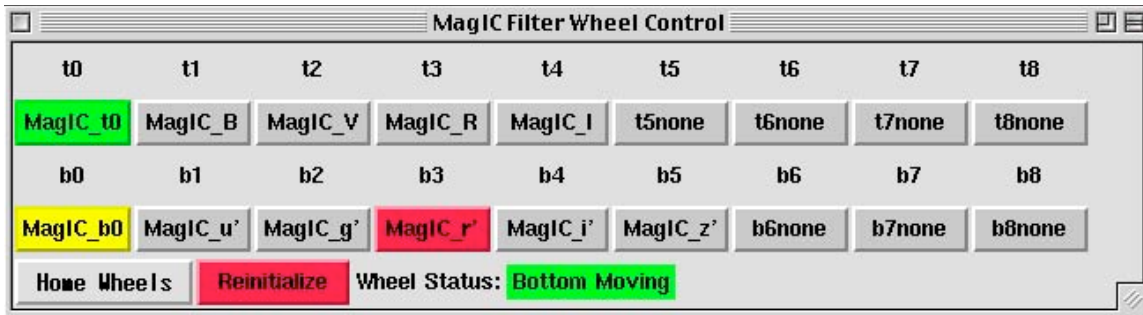 MagIC Filter Wheel Control
t0 t1 t2 t3 t4 t5 t6 t7 t8
MagIC_t0 MagIC_B MagIC_V MagIC_R MagIC_I t5none t6none t7none t8none
b0 b1 b2 b3 b4 b5 b6 b7 b8
MagIC_b0 MagIC_u' MagIC_g' MagIC_r' MagIC_i' MagIC_z' b6none b7none b8none
Home Wheels Reinitialize Wheel Status: Bottom Moving